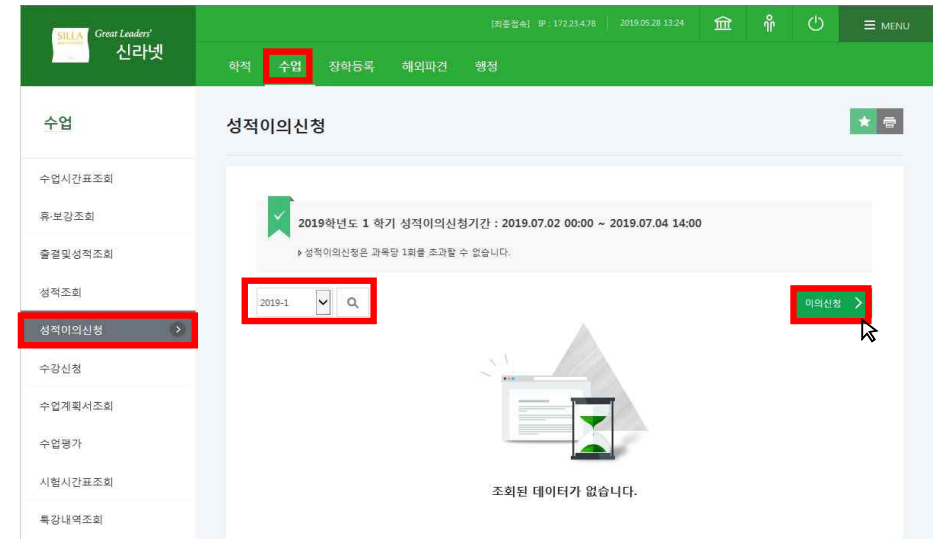 SILLA
Great Leaders'
신라넷
[최종접속] IP : 172.23.4.78 2019.05.28 13:24
MENU
학적 수업 장학등록 해외파견 행정
수업
성적이의신청
수업시간표조회
휴·보강조회
출결및성적조회
성적조회
성적이의신청
수강신청
수업계획서조회
수업평가
시험시간표조회
특강내역조회
2019학년도 1 학기 성적이의신청기간 : 2019.07.02 00:00 ~ 2019.07.04 14:00
성적이의신청은 과목당 1회를 초과할 수 없습니다.
2019-1
이의신청
조회된 데이터가 없습니다.